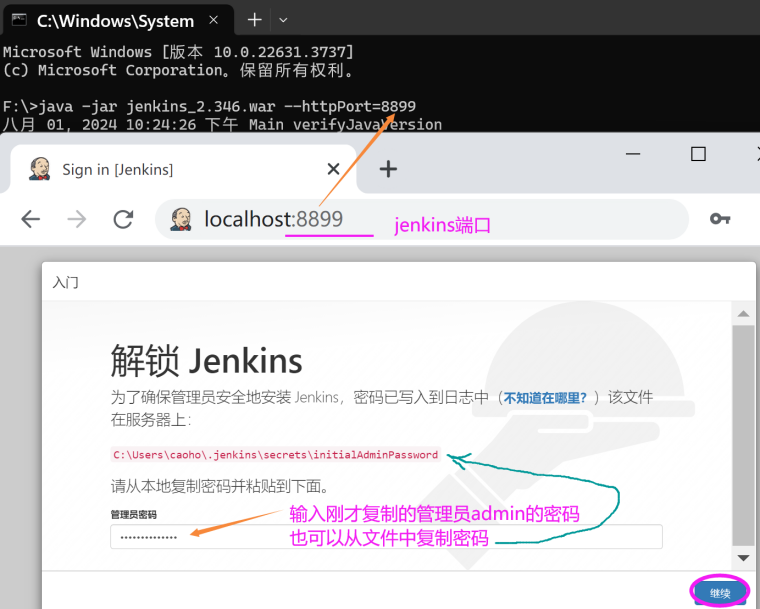 C:\Windows\System
Microsoft Windows [版本 10.0.22631.3737]
(c) Microsoft Corporation。保留所有权利。
F:\>java -jar jenkins_2.346.war --httpPort=8899
八月 01, 2024 10:24:26 下午 Main verifyJavaVersion
Sign in [Jenkins]
localhost:8899
jenkins端口
入门
解锁 Jenkins
为了确保管理员安全地安装 Jenkins，密码已写入到日志中（不知道在哪里？）该文件
在服务器上：
C:\Users\caoho\.jenkins\secrets\initialAdminPassword
请从本地复制密码并粘贴到下面。
管理员密码
输入刚才复制的管理员admin的密码
也可以从文件中复制密码
继续